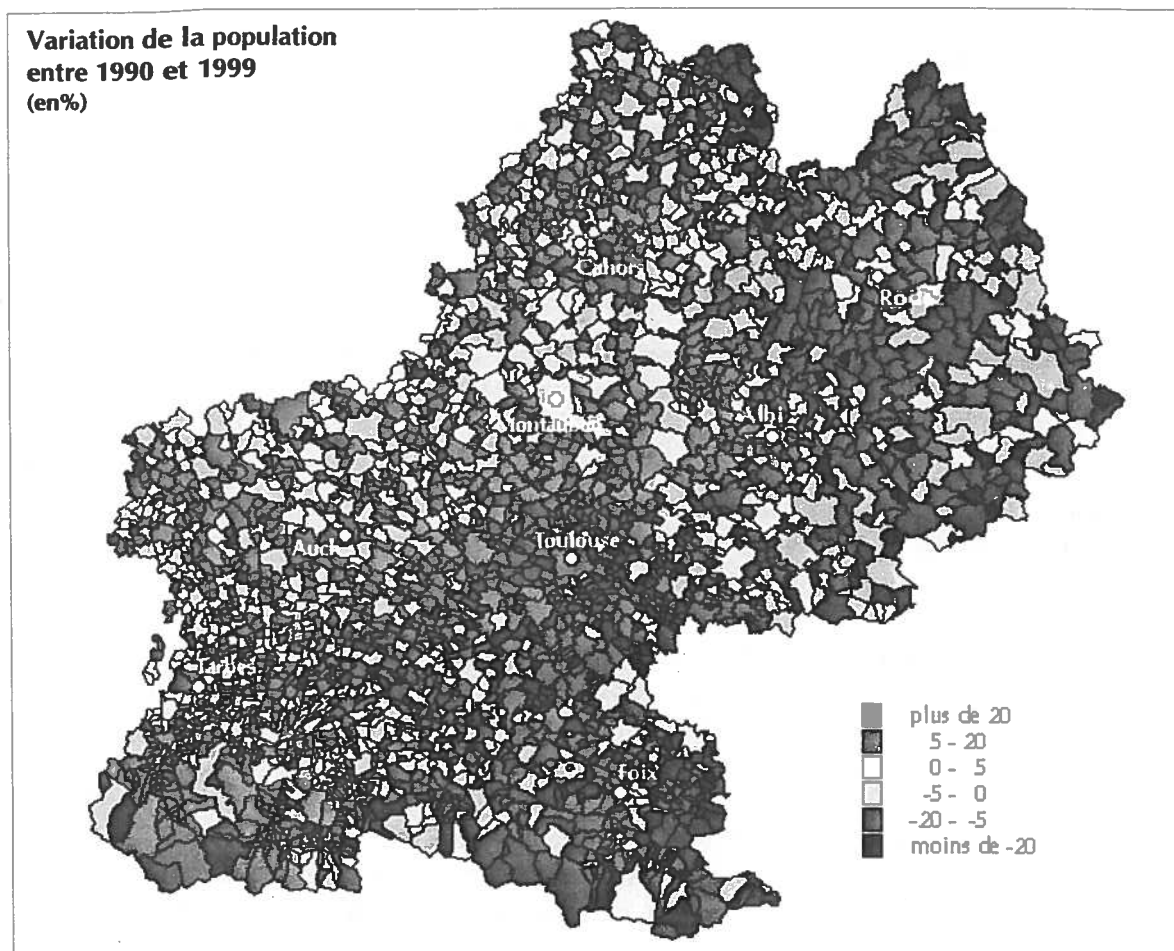 Variation de la population
entre 1990 et 1999
(en%)
Cahors
Rodez
Albi
Montauban
Auch
Toulouse
Tarbes
Foix
plus de 20
5 - 20
0 - 5
-5 - 0
-20 - -5
moins de -20